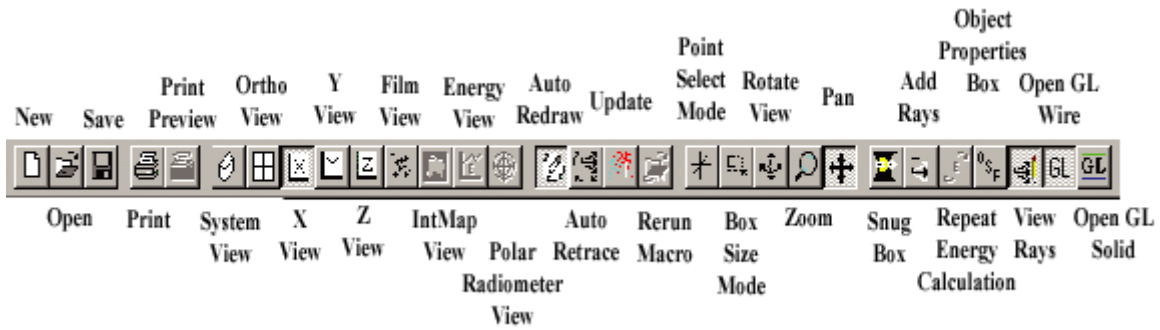 Object
Point Properties
Print Ortho Y Film Energy Auto Select Rotate Add Box Open GL
New Save Preview View View View View Redraw Update Mode View Pan Rays Wire
X Y Z OSF GL GL
Open Print System X Z IntMap Auto Rerun Box Zoom Snug Repeat View Open GL
View View View View Polar Retrace Macro Size Box Energy Rays Solid
Radiometer Mode Calculation
View